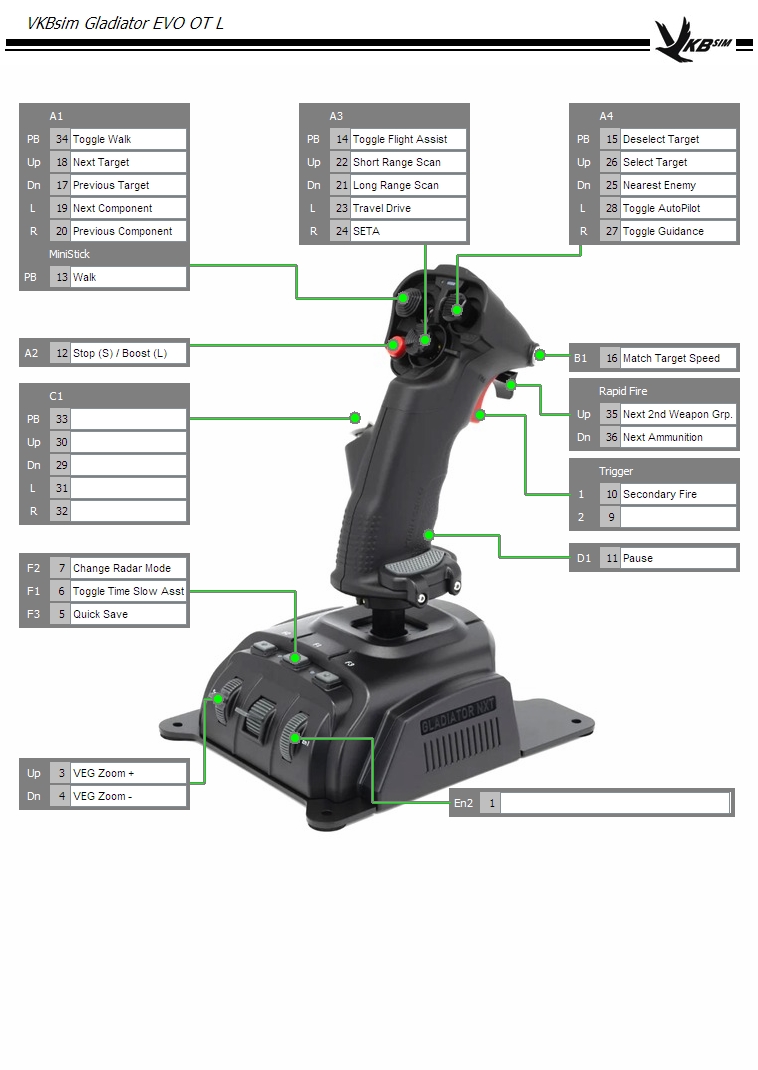 VKBsim Gladiator EVO OT L
VKB SIM
A1
PB 34 Toggle Walk
Up 18 Next Target
Dn 17 Previous Target
L 19 Next Component
R 20 Previous Component
MiniStick
PB 13 Walk
A3
PB 14 Toggle Flight Assist
Up 22 Short Range Scan
Dn 21 Long Range Scan
L 23 Travel Drive
R 24 SETA
A4
PB 15 Deselect Target
Up 26 Select Target
Dn 25 Nearest Enemy
L 28 Toggle AutoPilot
R 27 Toggle Guidance
A2 12 Stop (S) / Boost (L)
B1 16 Match Target Speed
C1
PB 33
Up 30
Dn 29
L 31
R 32
Rapid Fire
Up 35 Next 2nd Weapon Grp.
Dn 36 Next Ammunition
Trigger
1 10 Secondary Fire
2 9
D1 11 Pause
F2 7 Change Radar Mode
F1 6 Toggle Time Slow Asst
F3 5 Quick Save
F1
F3
GLADIATOR NXT
Up 3 VEG Zoom +
Dn 4 VEG Zoom -
En2 1